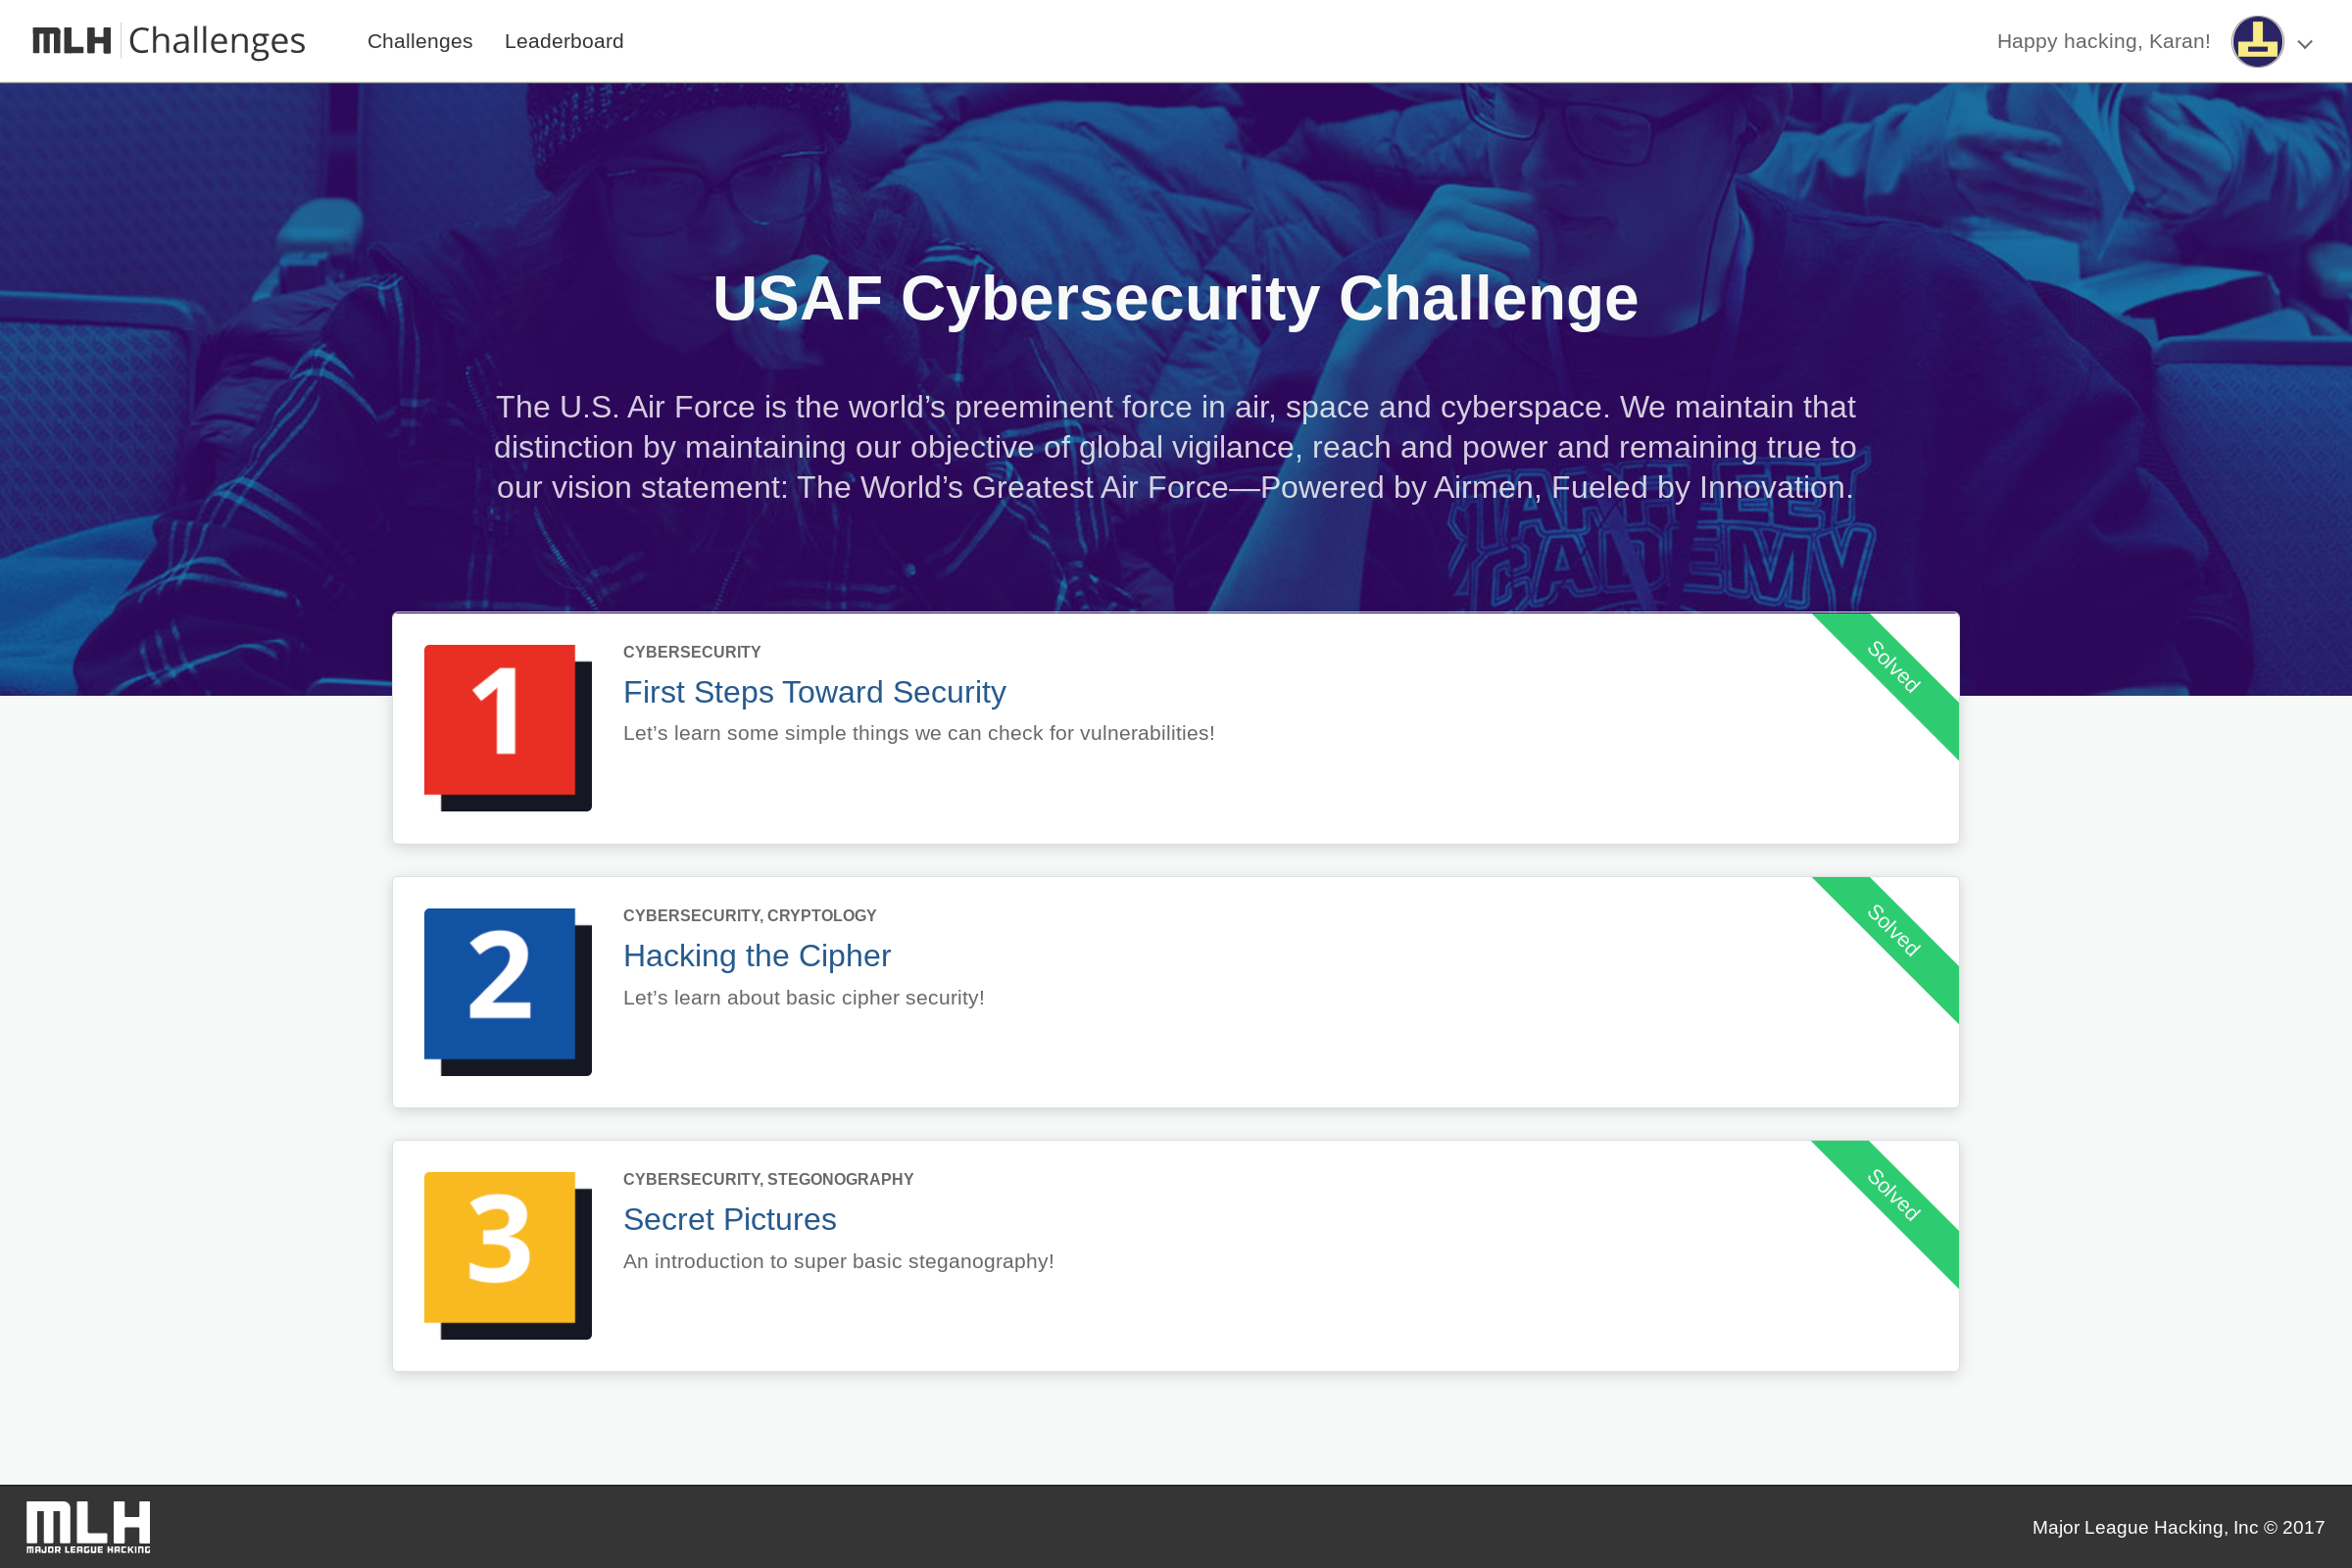 MLH Challenges
Challenges
Leaderboard
Happy hacking, Karan!
USAF Cybersecurity Challenge
The U.S. Air Force is the world’s preeminent force in air, space and cyberspace. We maintain that
distinction by maintaining our objective of global vigilance, reach and power and remaining true to
our vision statement: The World’s Greatest Air Force—Powered by Airmen, Fueled by Innovation.
STARFLEET
ACADEMY
1
CYBERSECURITY
First Steps Toward Security
Let’s learn some simple things we can check for vulnerabilities!
Solved
2
CYBERSECURITY, CRYPTOLOGY
Hacking the Cipher
Let’s learn about basic cipher security!
Solved
3
CYBERSECURITY, STEGONOGRAPHY
Secret Pictures
An introduction to super basic steganography!
Solved
MLH
MAJOR LEAGUE HACKING
Major League Hacking, Inc © 2017